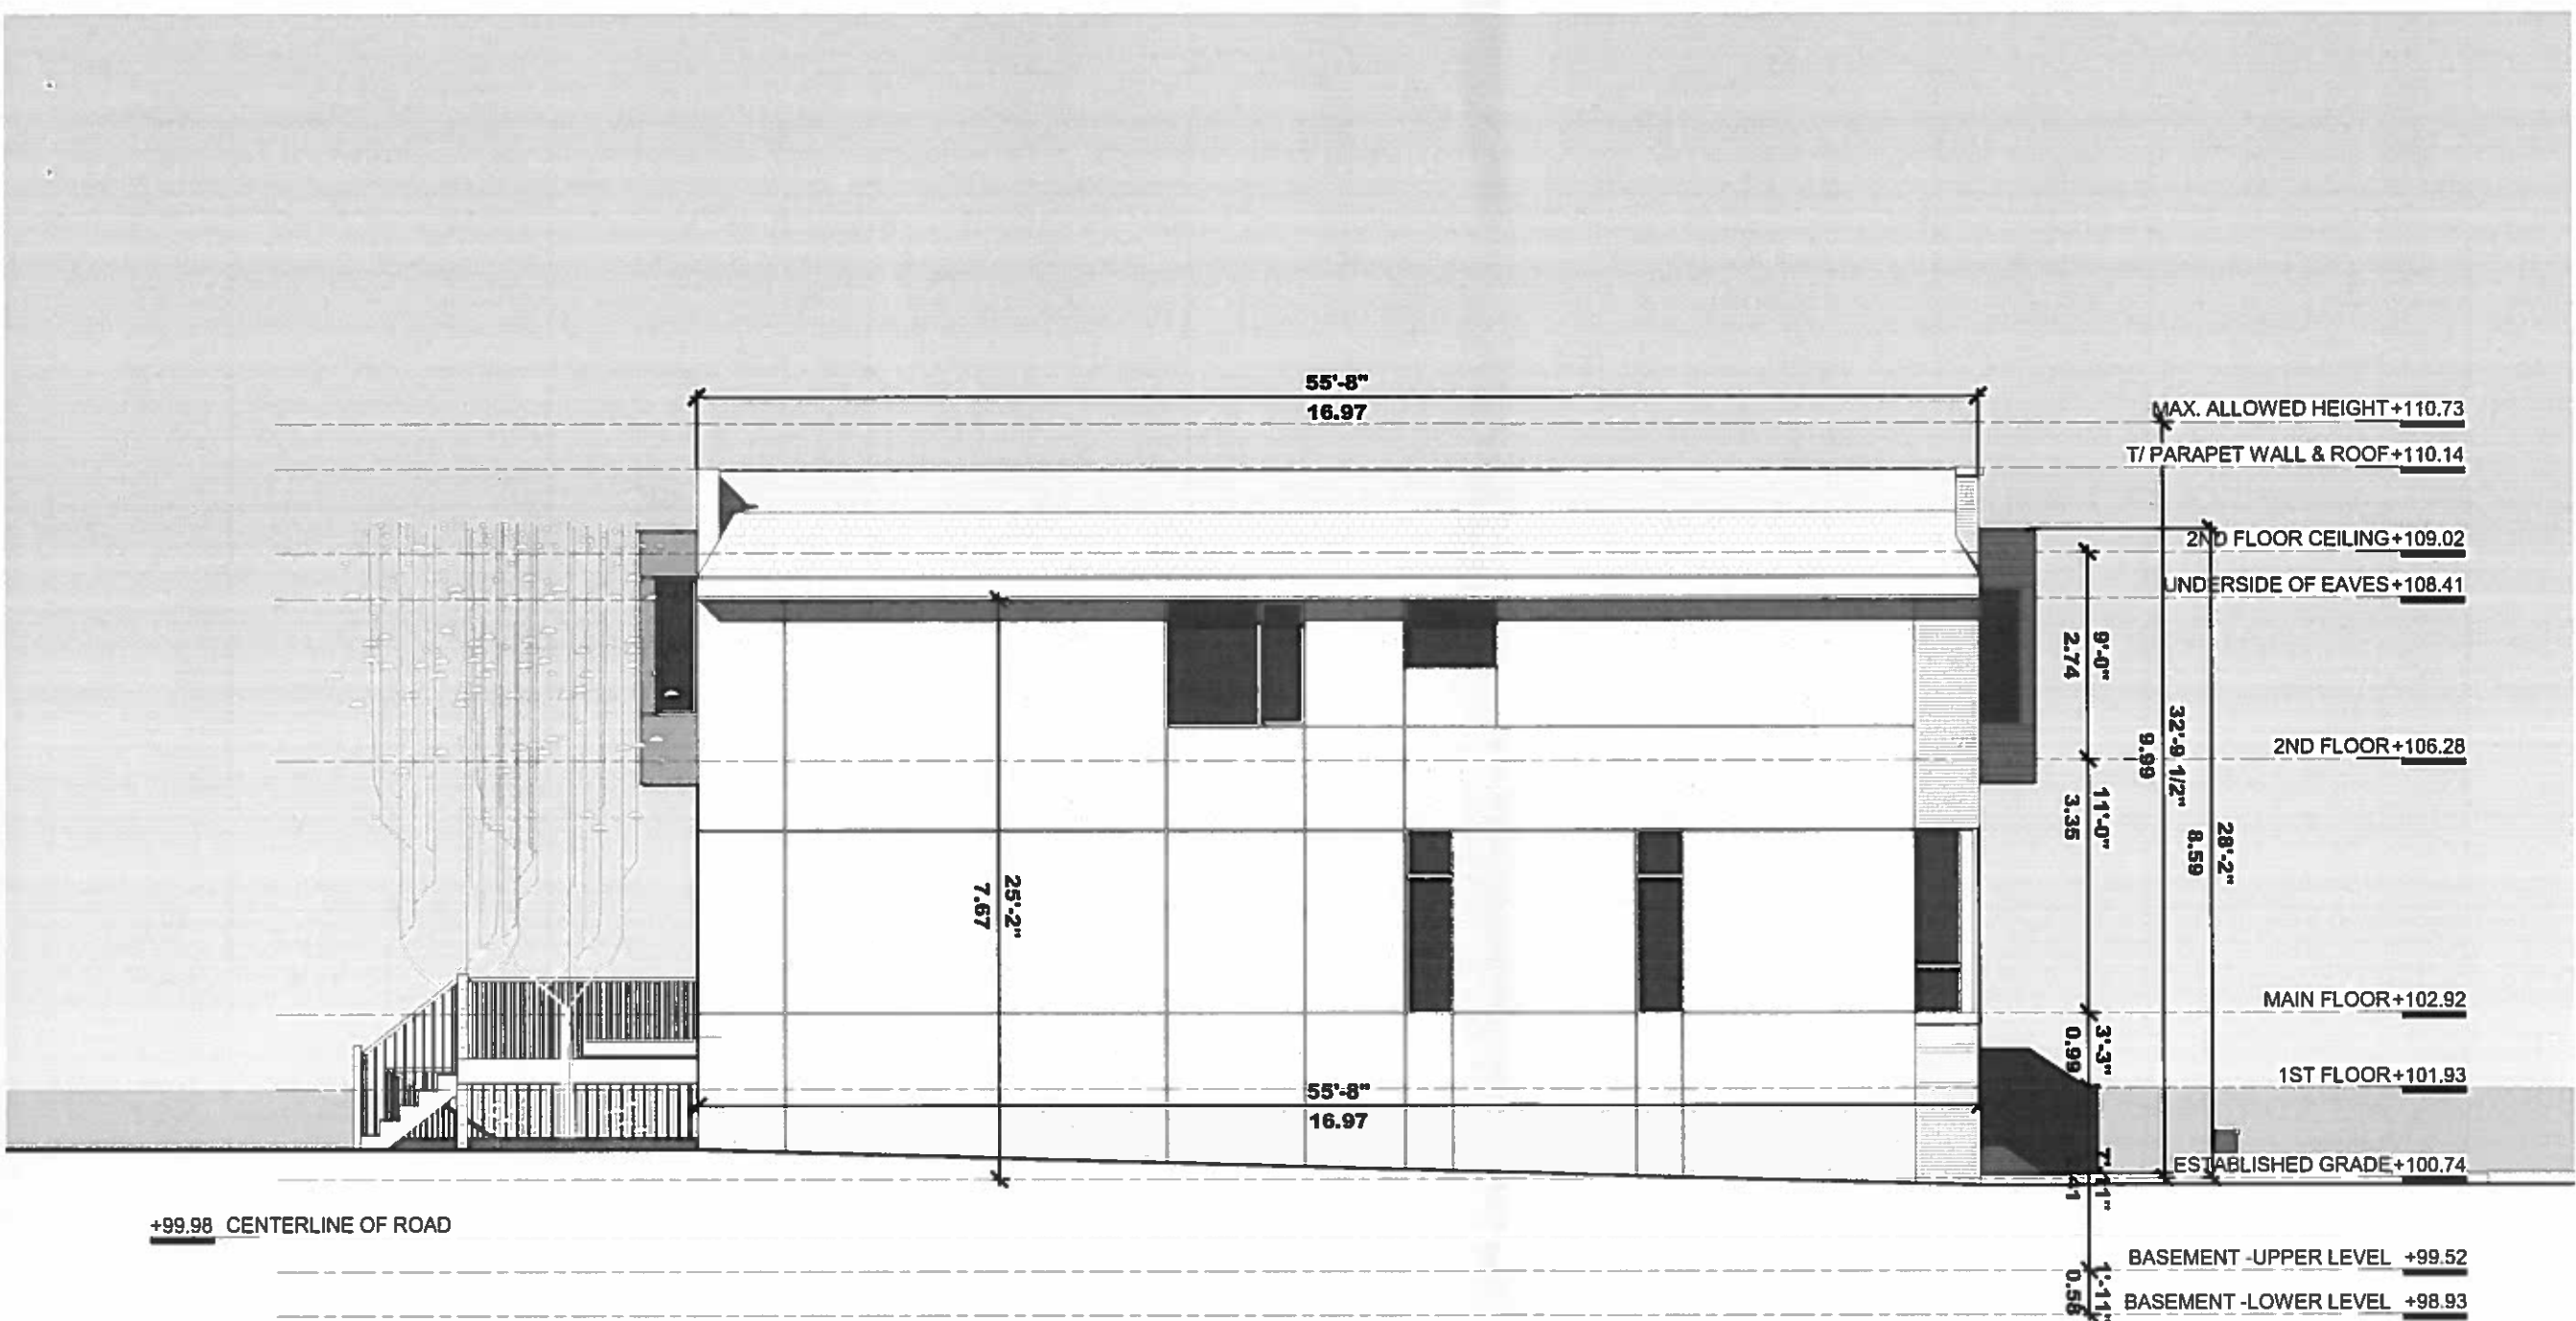 55'-8"
16.97
MAX. ALLOWED HEIGHT +110.73
T/ PARAPET WALL & ROOF +110.14
2ND FLOOR CEILING +109.02
UNDERSIDE OF EAVES +108.41
9'-0"
2.74
32'-9 1/2"
9.99
2ND FLOOR +106.28
11'-0"
3.35
28'-2"
8.59
25'-2"
7.67
MAIN FLOOR +102.92
3'-3"
0.99
1ST FLOOR +101.93
55'-8"
16.97
ESTABLISHED GRADE +100.74
+99.98 CENTERLINE OF ROAD
BASEMENT -UPPER LEVEL +99.52
1'-11"
0.58
BASEMENT -LOWER LEVEL +98.93